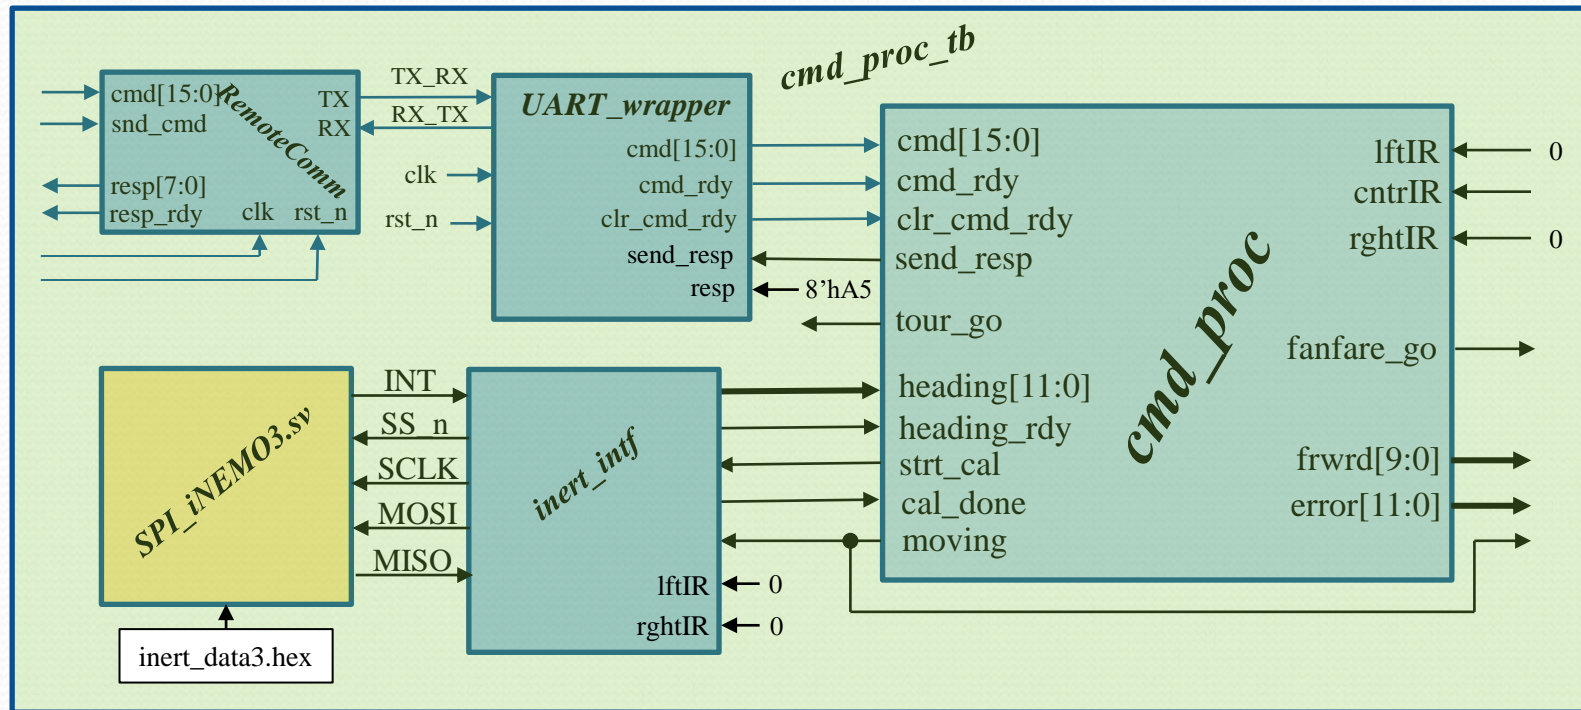 cmd_proc_tb
cmd[15:0]
snd_cmd
resp[7:0]
resp_rdy
TX
RX
clk
rst_n
RemoteComm
TX_RX
RX_TX
clk
rst_n
UART_wrapper
cmd[15:0]
cmd_rdy
clr_cmd_rdy
send_resp
resp
8’hA5
cmd[15:0]
cmd_rdy
clr_cmd_rdy
send_resp
tour_go
heading[11:0]
heading_rdy
strt_cal
cal_done
moving
cmd_proc
lftIR
0
cntrIR
rghtIR
0
fanfare_go
frwrd[9:0]
error[11:0]
SPI_iNEMO3.sv
INT
SS_n
SCLK
MOSI
MISO
inert_intf
lftIR
0
rghtIR
0
inert_data3.hex